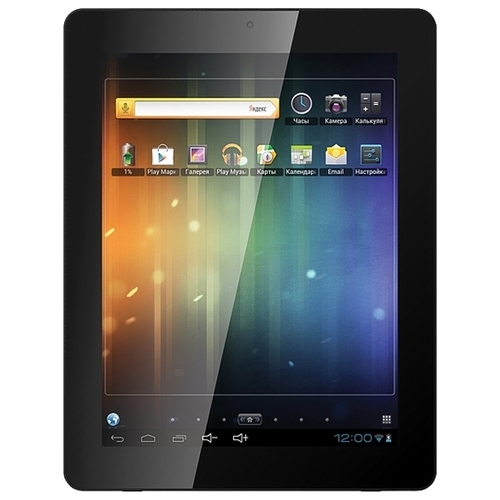 Яндекс
Часы
Камера
Калькуля
1%
Play Марк
Галерея
Play Музы
Карты
Календар
Email
Настройк
12:00